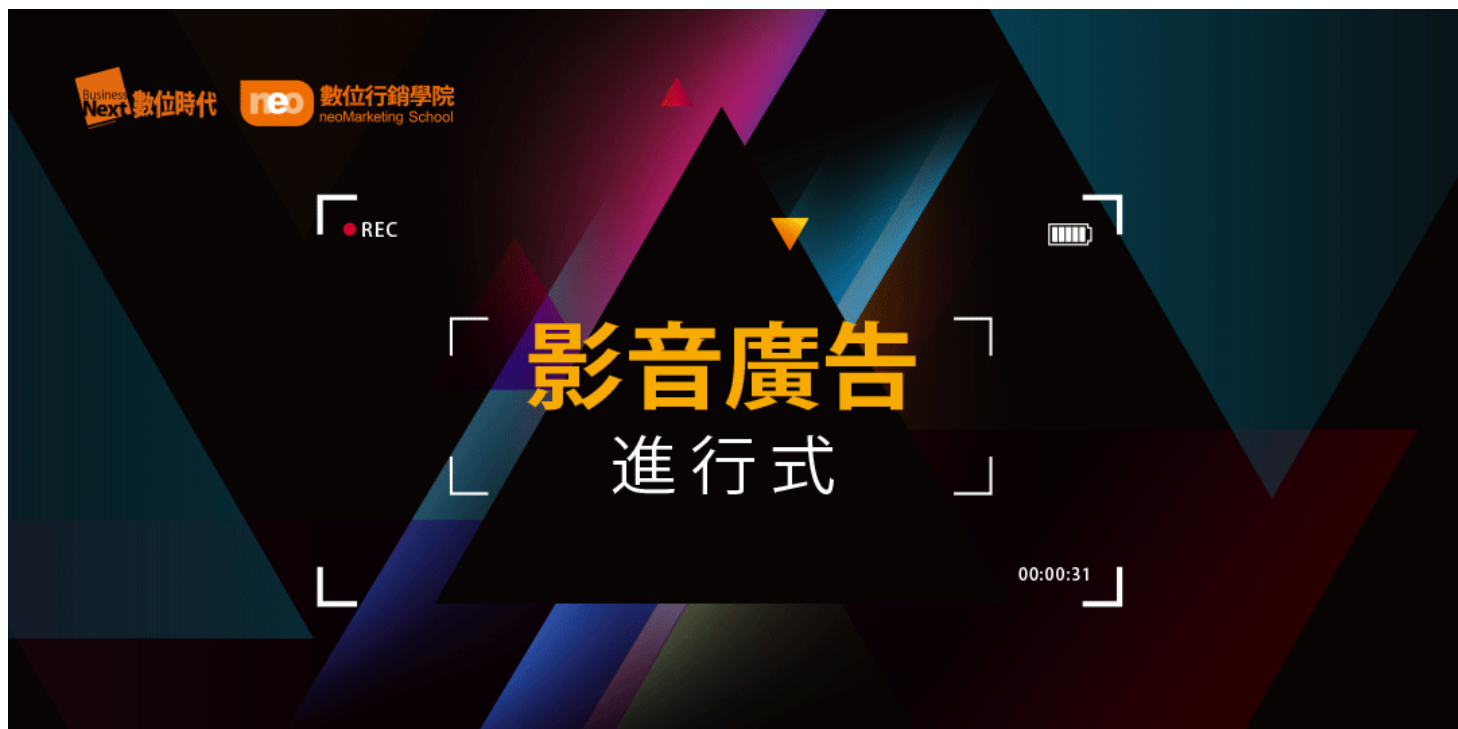 Business
Next 數位時代
neo 數位行銷學院
neoMarketing School
REC
影音廣告
進行式
00:00:31